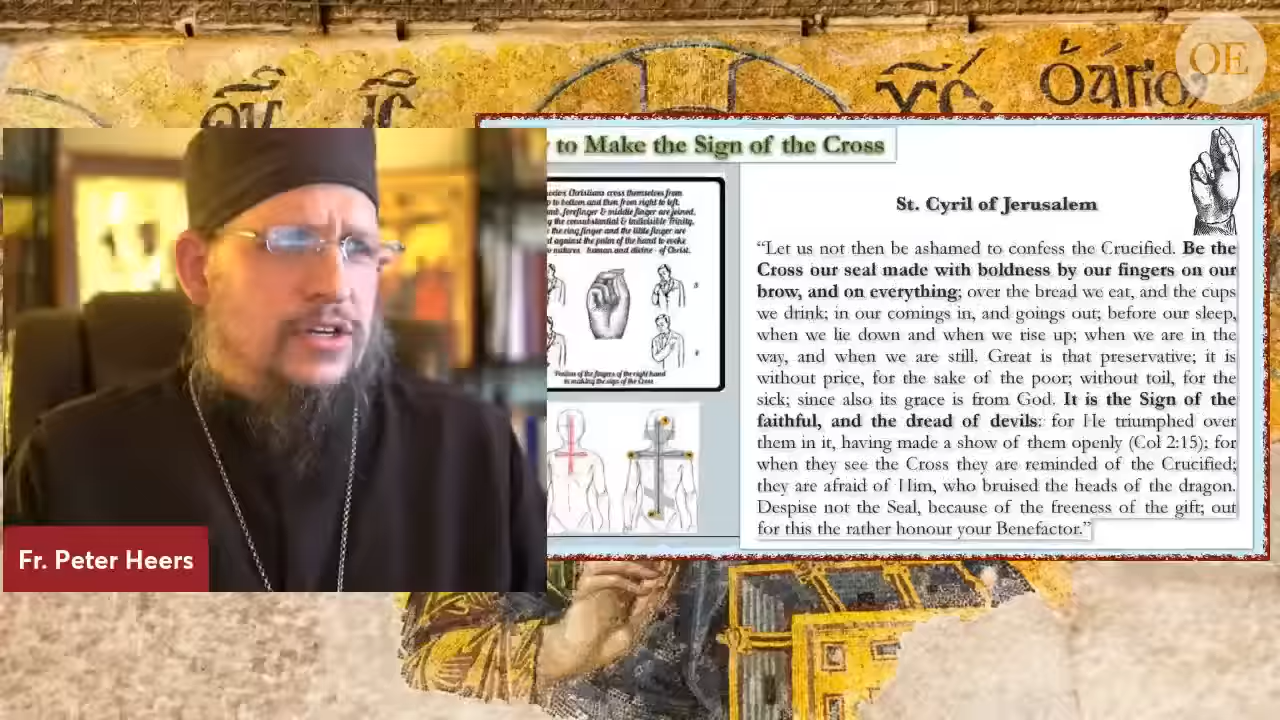 OE
to Make the Sign of the Cross
Christians cross themselves from
to bottom and then from right to left.
forefinger & middle finger are joined,
the consubstantial & indivisible Trinity,
the ring finger and the little finger are
against the palm of the hand to evoke
natures human and divine - of Christ.
Position of the fingers of the right hand
in making the sign of the Cross
St. Cyril of Jerusalem
“Let us not then be ashamed to confess the Crucified. Be the
Cross our seal made with boldness by our fingers on our
brow, and on everything; over the bread we eat, and the cups
we drink; in our comings in, and goings out; before our sleep,
when we lie down and when we rise up; when we are in the
way, and when we are still. Great is that preservative; it is
without price, for the sake of the poor; without toil, for the
sick; since also its grace is from God. It is the Sign of the
faithful, and the dread of devils: for He triumphed over
them in it, having made a show of them openly (Col 2:15); for
when they see the Cross they are reminded of the Crucified;
they are afraid of Him, who bruised the heads of the dragon.
Despise not the Seal, because of the freeness of the gift; out
for this the rather honour your Benefactor.”
Fr. Peter Heers